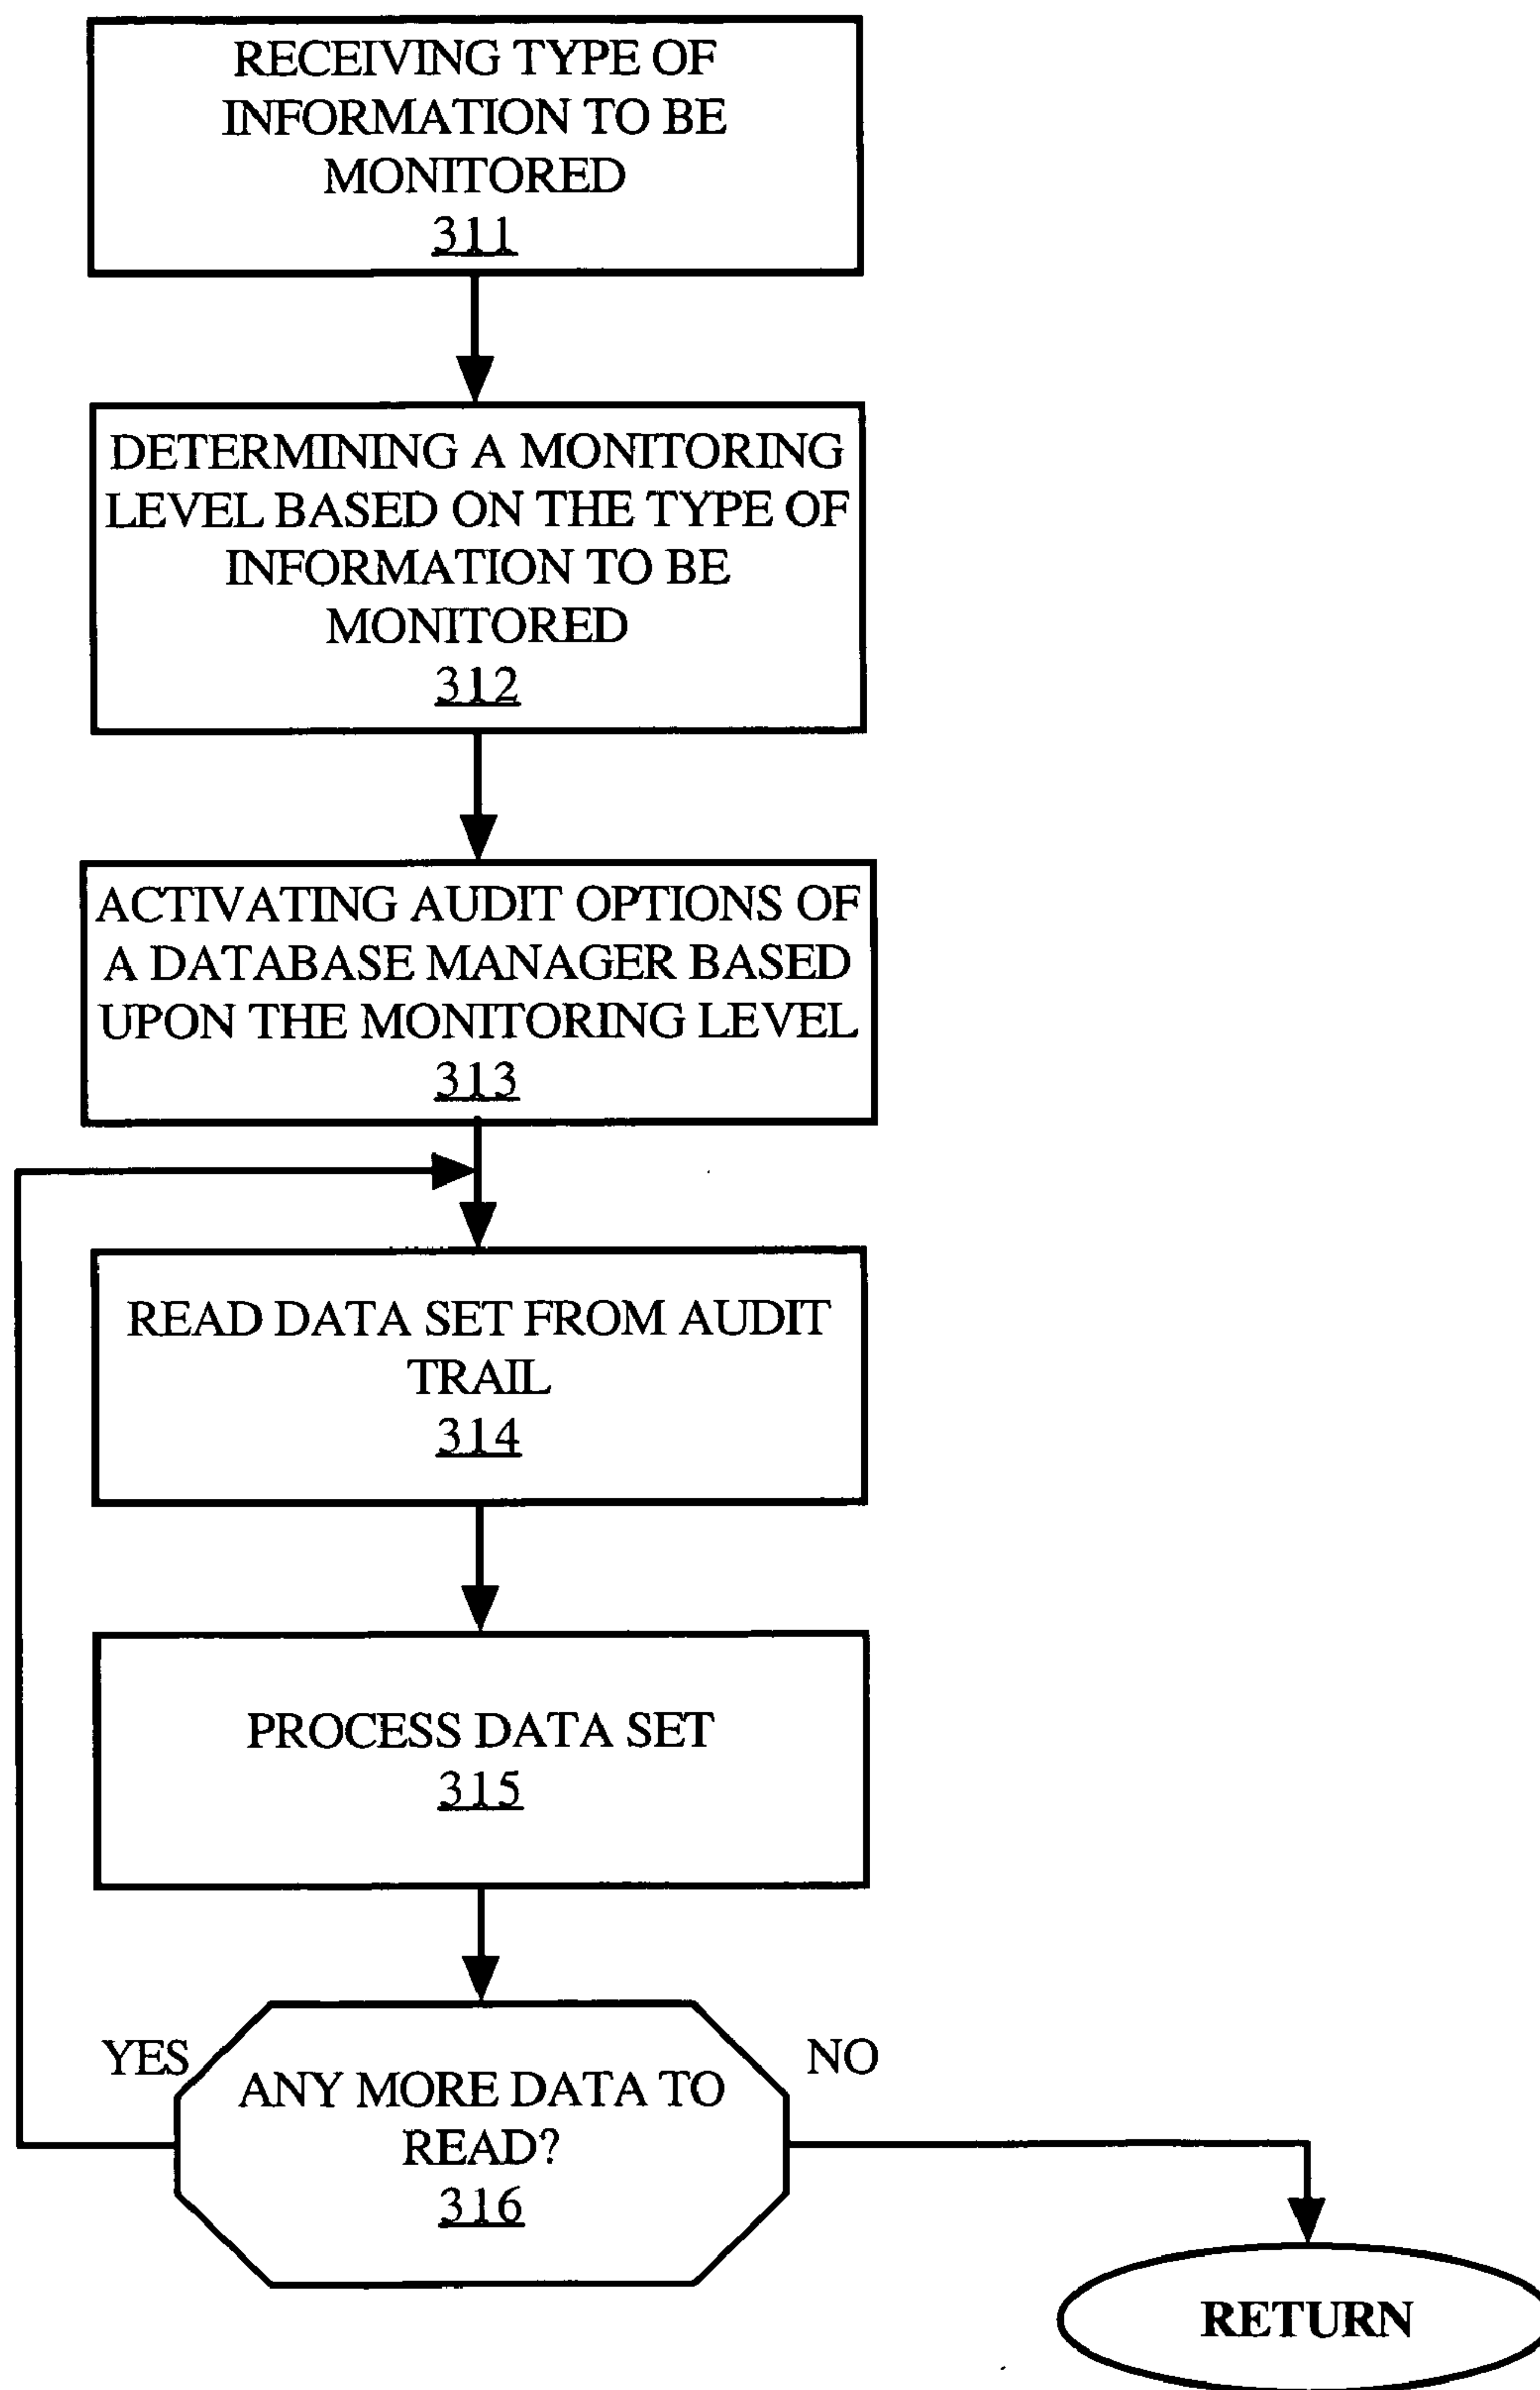 RECEIVING TYPE OF
INFORMATION TO BE
MONITORED
311
DETERMINING A MONITORING
LEVEL BASED ON THE TYPE OF
INFORMATION TO BE
MONITORED
312
ACTIVATING AUDIT OPTIONS OF
A DATABASE MANAGER BASED
UPON THE MONITORING LEVEL
313
READ DATA SET FROM AUDIT
TRAIL
314
PROCESS DATA SET
315
YES
NO
ANY MORE DATA TO
READ?
316
RETURN